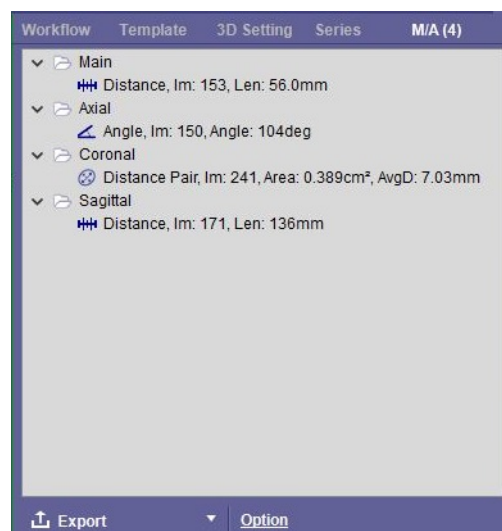 Workflow Template 3D Setting Series M/A (4)
Main
Distance, Im: 153, Len: 56.0mm
Axial
Angle, Im: 150, Angle: 104deg
Coronal
Distance Pair, Im: 241, Area: 0.389cm², AvgD: 7.03mm
Sagittal
Distance, Im: 171, Len: 136mm
Export Option